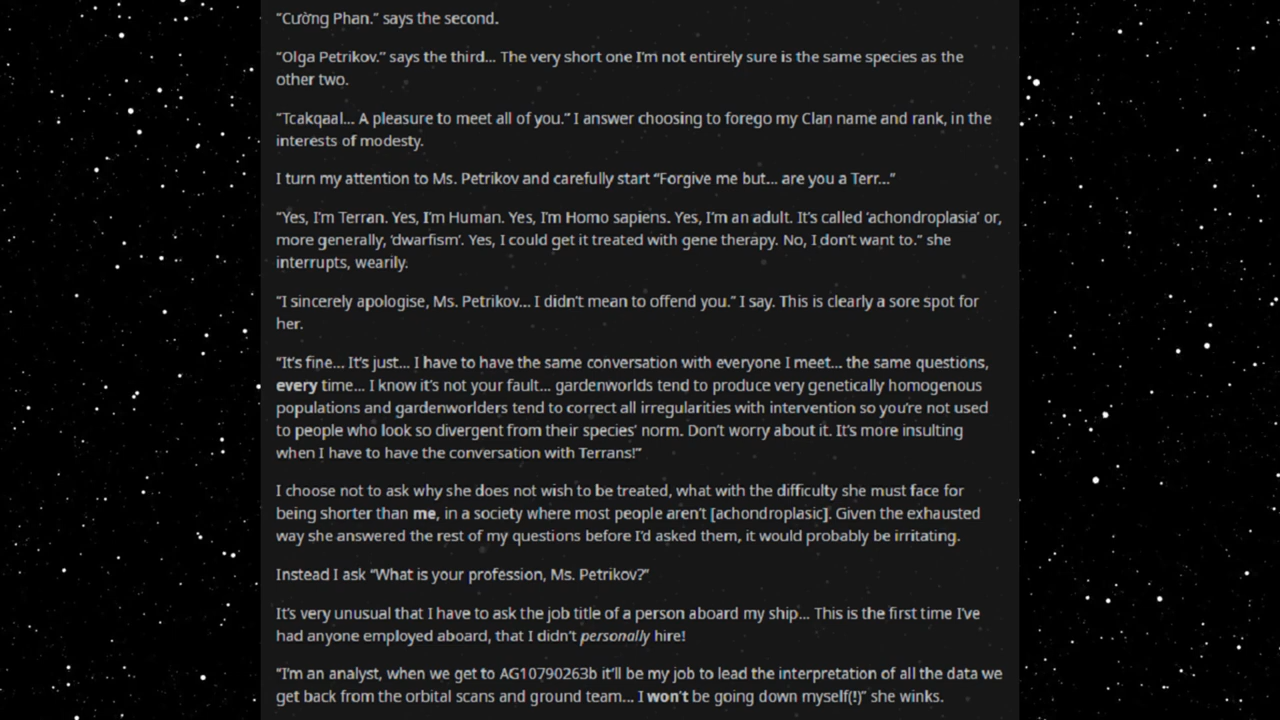 “Cường Phan.” says the second.
“Olga Petrikov.” says the third... The very short one I’m not entirely sure is the same species as the
other two.
“Tcakqaal... A pleasure to meet all of you.” I answer choosing to forego my Clan name and rank, in the
interests of modesty.
I turn my attention to Ms. Petrikov and carefully start “Forgive me but... are you a Terr...”
“Yes, I’m Terran. Yes, I’m Human. Yes, I’m Homo sapiens. Yes, I’m an adult. It’s called ‘achondroplasia’ or,
more generally, ‘dwarfism’. Yes, I could get it treated with gene therapy. No, I don’t want to.” she
interrupts, wearily.
“I sincerely apologise, Ms. Petrikov... I didn’t mean to offend you.” I say. This is clearly a sore spot for
her.
“It’s fine... It’s just... I have to have the same conversation with everyone I meet... the same questions,
every time... I know it’s not your fault... gardenworlds tend to produce very genetically homogenous
populations and gardenworlders tend to correct all irregularities with intervention so you’re not used
to people who look so divergent from their species’ norm. Don’t worry about it. It’s more insulting
when I have to have the conversation with Terrans!”
I choose not to ask why she does not wish to be treated, what with the difficulty she must face for
being shorter than me, in a society where most people aren’t [achondroplasic]. Given the exhausted
way she answered the rest of my questions before I’d asked them, it would probably be irritating.
Instead I ask “What is your profession, Ms. Petrikov?”
It’s very unusual that I have to ask the job title of a person aboard my ship... This is the first time I’ve
had anyone employed aboard, that I didn’t personally hire!
“I’m an analyst, when we get to AG10790263b it’ll be my job to lead the interpretation of all the data we
get back from the orbital scans and ground team... I won’t be going down myself(!)” she winks.